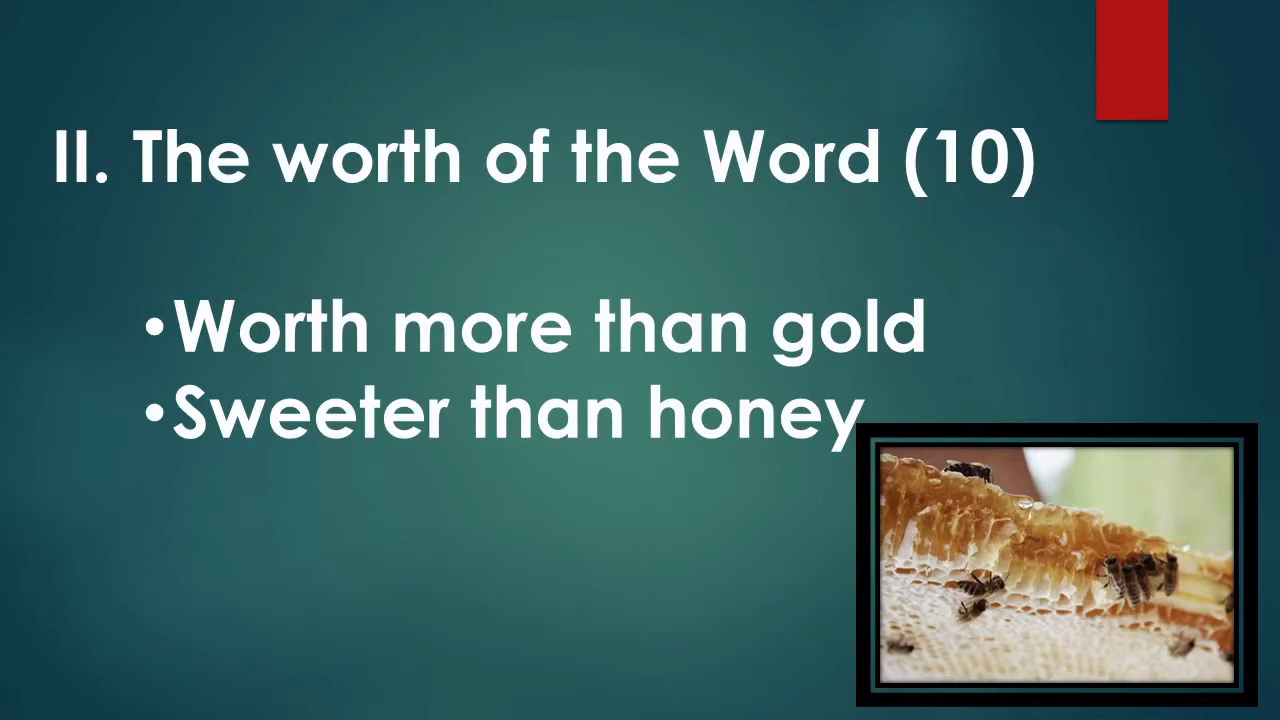 II. The worth of the Word (10)
•Worth more than gold
•Sweeter than honey